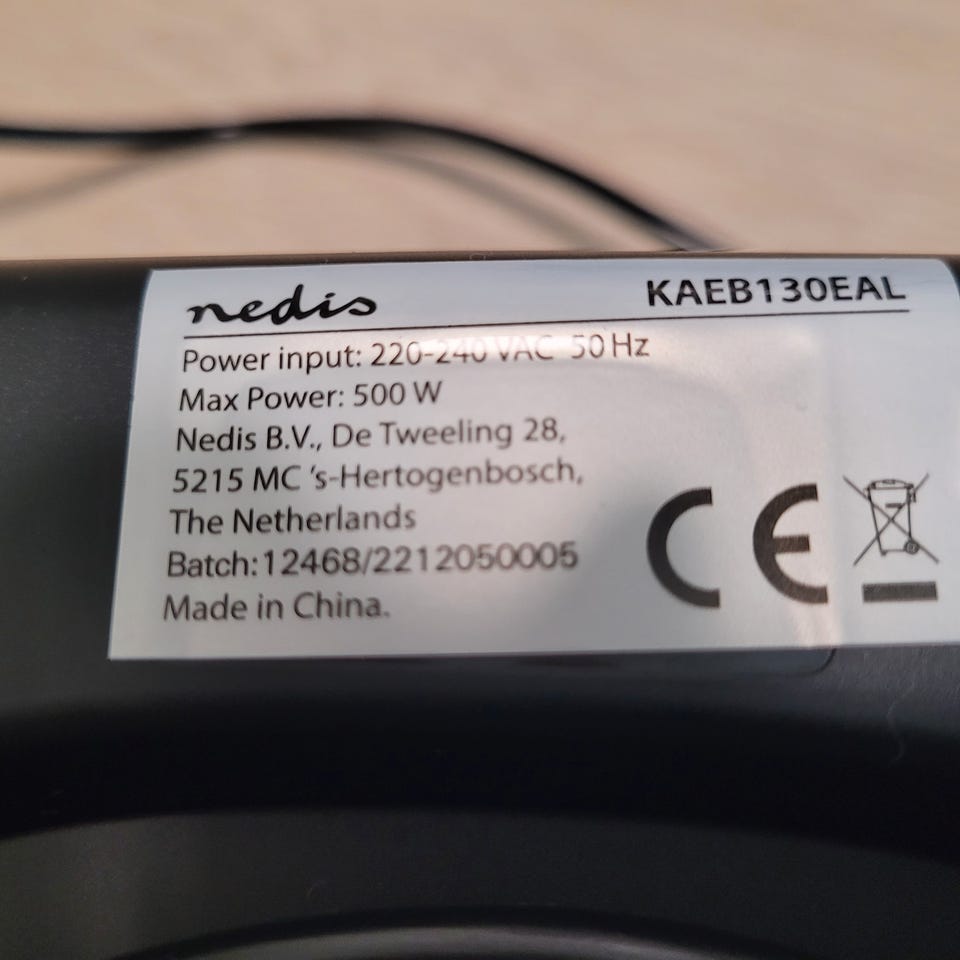 nedis KAEB130EAL
Power input: 220-240 VAC 50 Hz
Max Power: 500 W
Nedis B.V., De Tweeling 28,
5215 MC 's-Hertogenbosch,
The Netherlands
Batch:12468/2212050005
Made in China.
CE